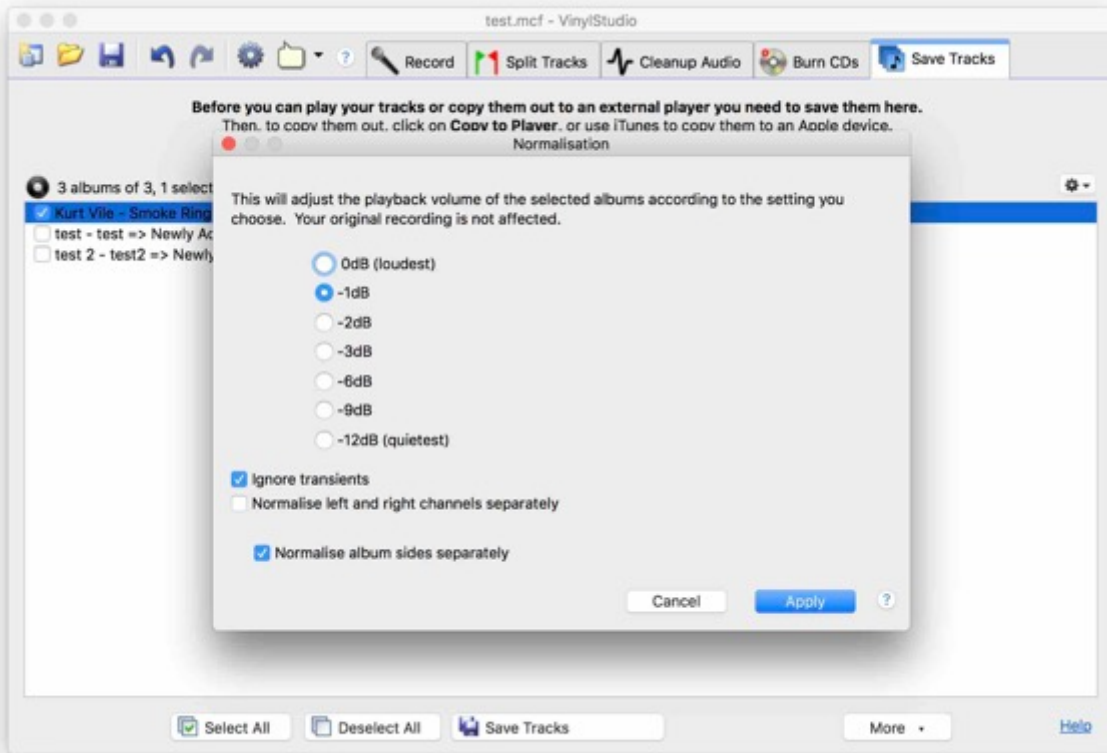 test.mcf - VinylStudio
? Record Split Tracks Cleanup Audio Burn CDs Save Tracks
Before you can play your tracks or copy them out to an external player you need to save them here.
Then, to copy them out, click on Copy to Player, or use iTunes to copy them to an Apple device.
Normalisation
3 albums of 3, 1 select
This will adjust the playback volume of the selected albums according to the setting you
Kurt Vile - Smoke Ring
choose. Your original recording is not affected.
test - test => Newly Ad
test 2 - test2 => Newly
0dB (loudest)
-1dB
-2dB
-3dB
-6dB
-9dB
-12dB (quietest)
Ignore transients
Normalise left and right channels separately
Normalise album sides separately
Cancel Apply ?
Select All Deselect All Save Tracks More Help